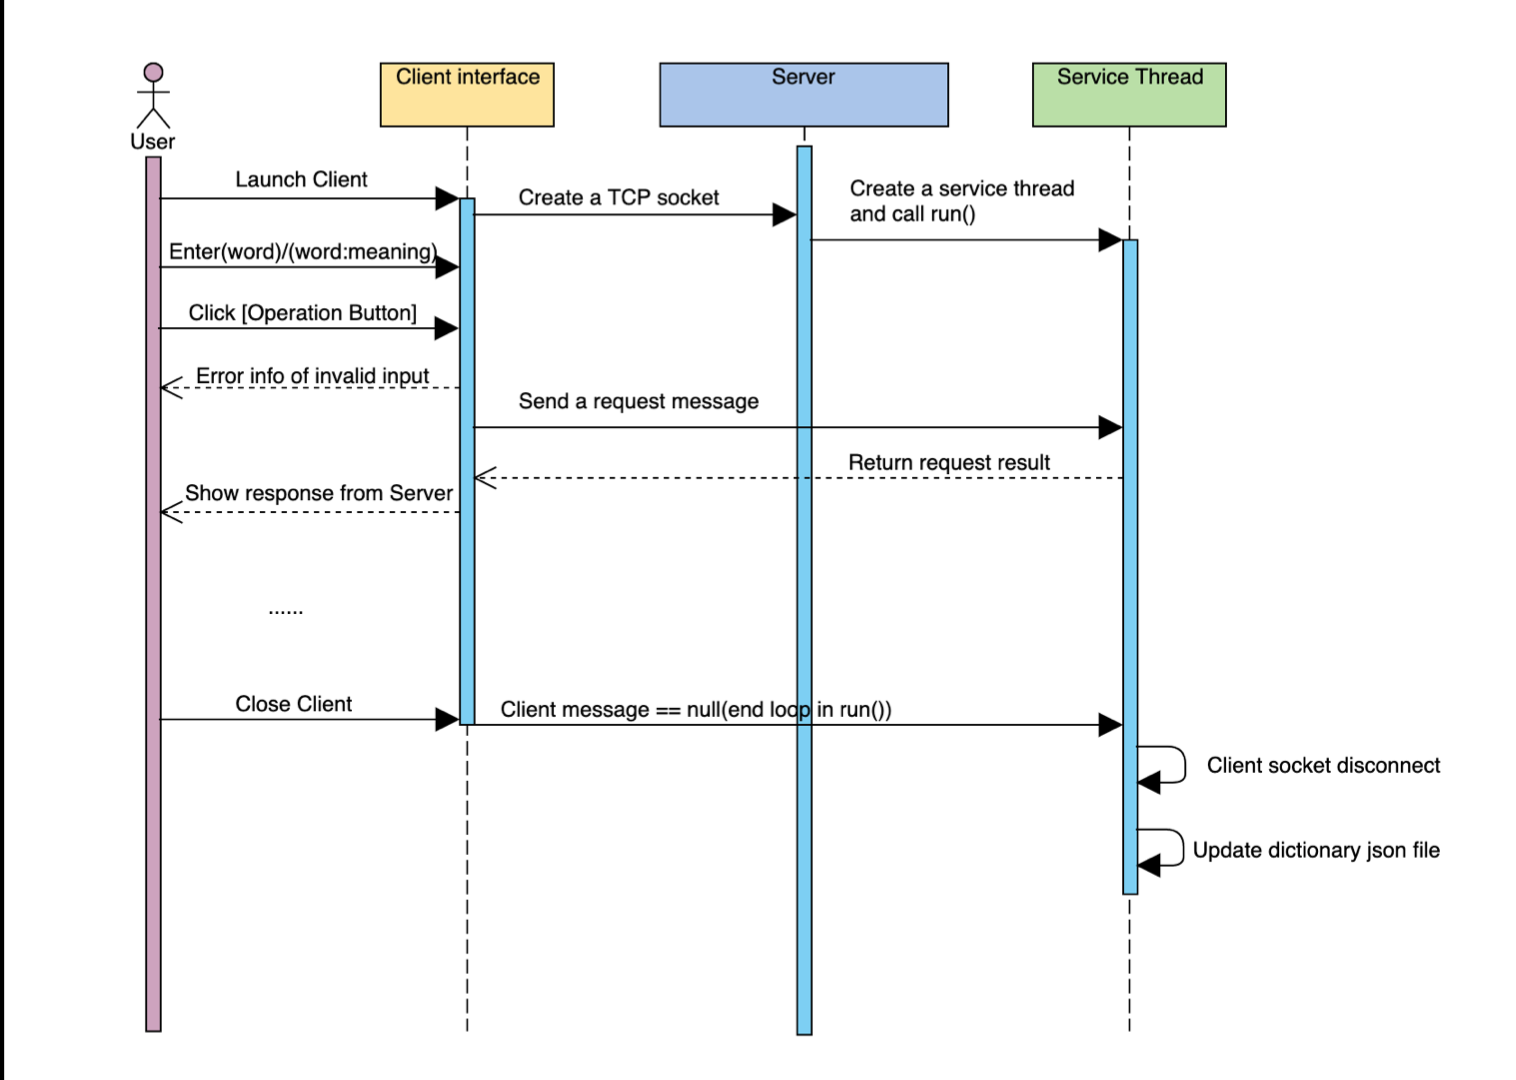 Client interface
Server
Service Thread
User
Launch Client
Create a TCP socket
Create a service thread
and call run()
Enter(word)/(word:meaning)
Click [Operation Button]
Error info of invalid input
Send a request message
Return request result
Show response from Server
......
Close Client
Client message == null(end loop in run())
Client socket disconnect
Update dictionary json file